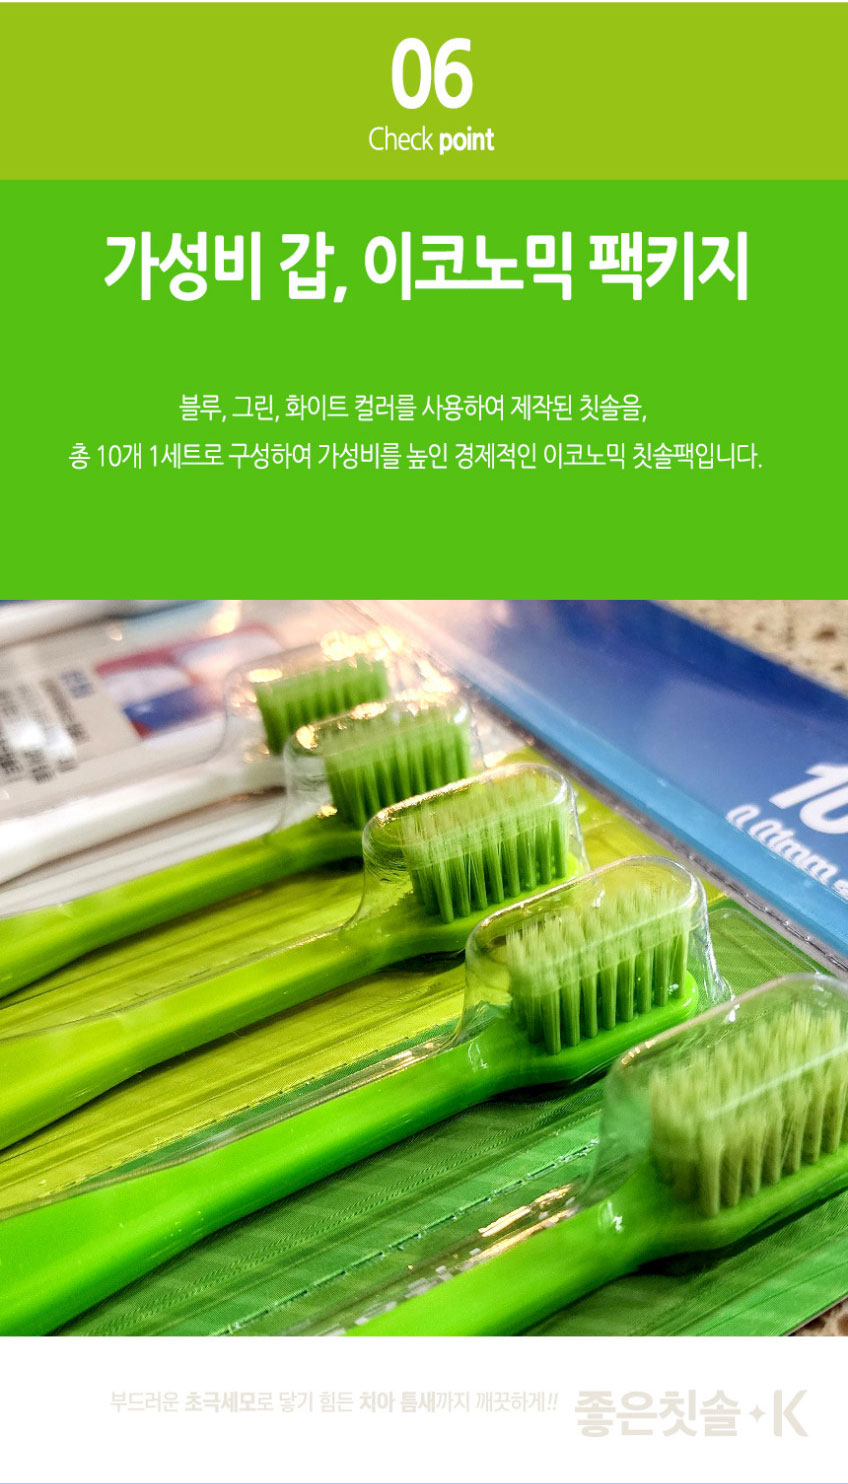 06
Check point
가성비 갑, 이코노믹 팩키지
블루, 그린, 화이트 컬러를 사용하여 제작된 칫솔을,
총 10개 1세트로 구성하여 가성비를 높인 경제적인 이코노믹 칫솔팩입니다.
10
0.01mm
부드러운 초극세모로 닿기 힘든 치아 틈새까지 깨끗하게!!
좋은칫솔+K